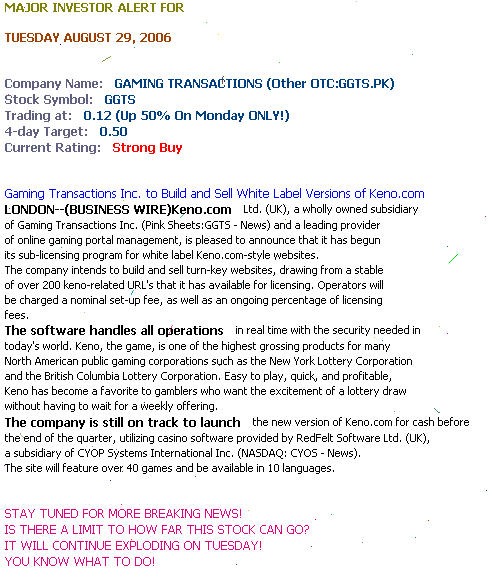 MAJOR INVESTOR ALERT FOR
TUESDAY AUGUST 29, 2006
Company Name: GAMING TRANSACTIONS (Other OTC:GGTS.PK)
Stock Symbol: GGTS
Trading at: 0.12 (Up 50% On Monday ONLY!)
4-day Target: 0.50
Current Rating: Strong Buy
Gaming Transactions Inc. to Build and Sell White Label Versions of Keno.com
LONDON--(BUSINESS WIRE)Keno.com Ltd. (UK), a wholly owned subsidiary
of Gaming Transactions Inc. (Pink Sheets:GGTS - News) and a leading provider
of online gaming portal management, is pleased to announce that it has begun
its sub-licensing program for white label Keno.com-style websites.
The company intends to build and sell turn-key websites, drawing from a stable
of over 200 keno-related URL's that it has available for licensing. Operators will
be charged a nominal set-up fee, as well as an ongoing percentage of licensing
fees.
The software handles all operations in real time with the security needed in
today's world. Keno, the game, is one of the highest grossing products for many
North American public gaming corporations such as the New York Lottery Corporation
and the British Columbia Lottery Corporation. Easy to play, quick, and profitable,
Keno has become a favorite to gamblers who want the excitement of a lottery draw
without having to wait for a weekly offering.
The company is still on track to launch the new version of Keno.com for cash before
the end of the quarter, utilizing casino software provided by RedFelt Software Ltd. (UK),
a subsidiary of CYOP Systems International Inc. (NASDAQ: CYOS - News).
The site will feature over 40 games and be available in 10 languages.
STAY TUNED FOR MORE BREAKING NEWS!
IS THERE A LIMIT TO HOW FAR THIS STOCK CAN GO?
IT WILL CONTINUE EXPLODING ON TUESDAY!
YOU KNOW WHAT TO DO!